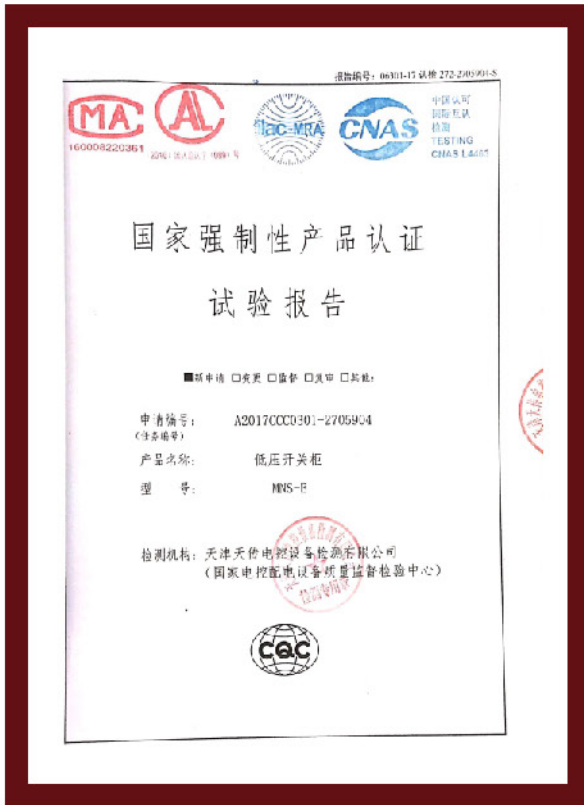 报告编号：06301-17 认检 272-2705904-S
MA
160008220361
AL
ilac-MRA
CNAS
中国认可
国际互认
检测
TESTING
CNAS L4461
国家强制性产品认证
试验报告
■新申请 □变更 □监督 □复审 □其他：
申请编号： A2017CCC0301-2705904
(任务编号)
产品名称： 低压开关柜
型 号： MNS-E
检测机构：天津天传电控设备检测有限公司
(国家电控配电设备质量监督检验中心)
CQC